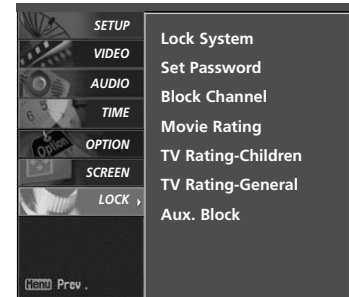 SETUP
VIDEO
AUDIO
TIME
OPTION
SCREEN
LOCK
Lock System
Set Password
Block Channel
Movie Rating
TV Rating-Children
TV Rating-General
Aux. Block
Menu Prev.